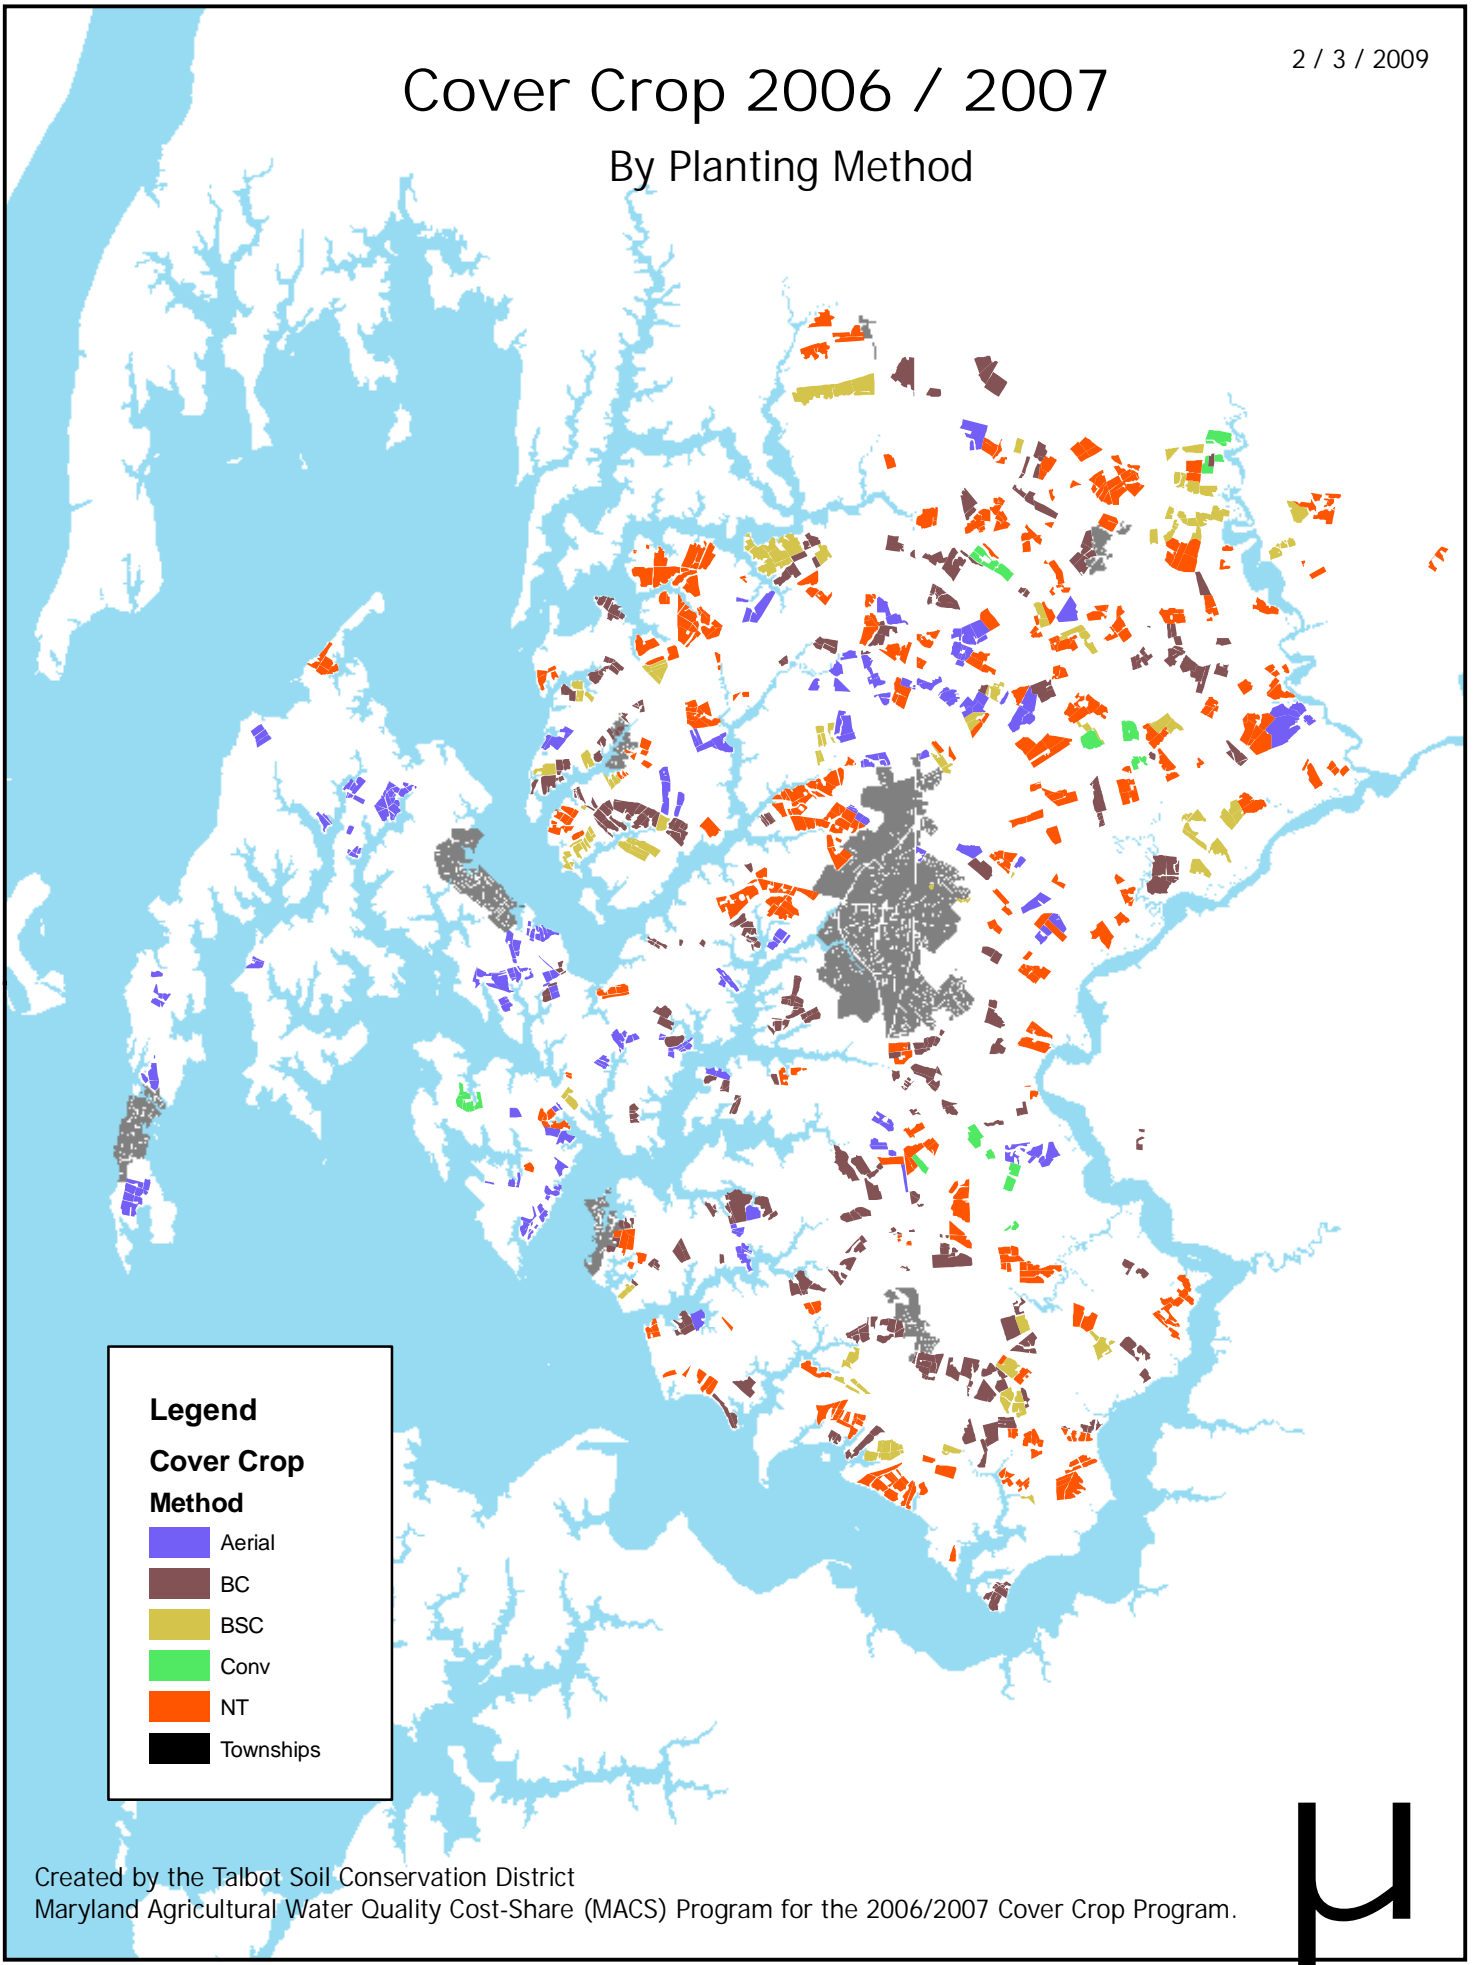 2 / 3 / 2009
Cover Crop 2006 / 2007
By Planting Method
Legend
Cover Crop
Method
Aerial
BC
BSC
Conv
NT
Townships
Created by the Talbot Soil Conservation District
Maryland Agricultural Water Quality Cost-Share (MACS) Program for the 2006/2007 Cover Crop Program.
µ